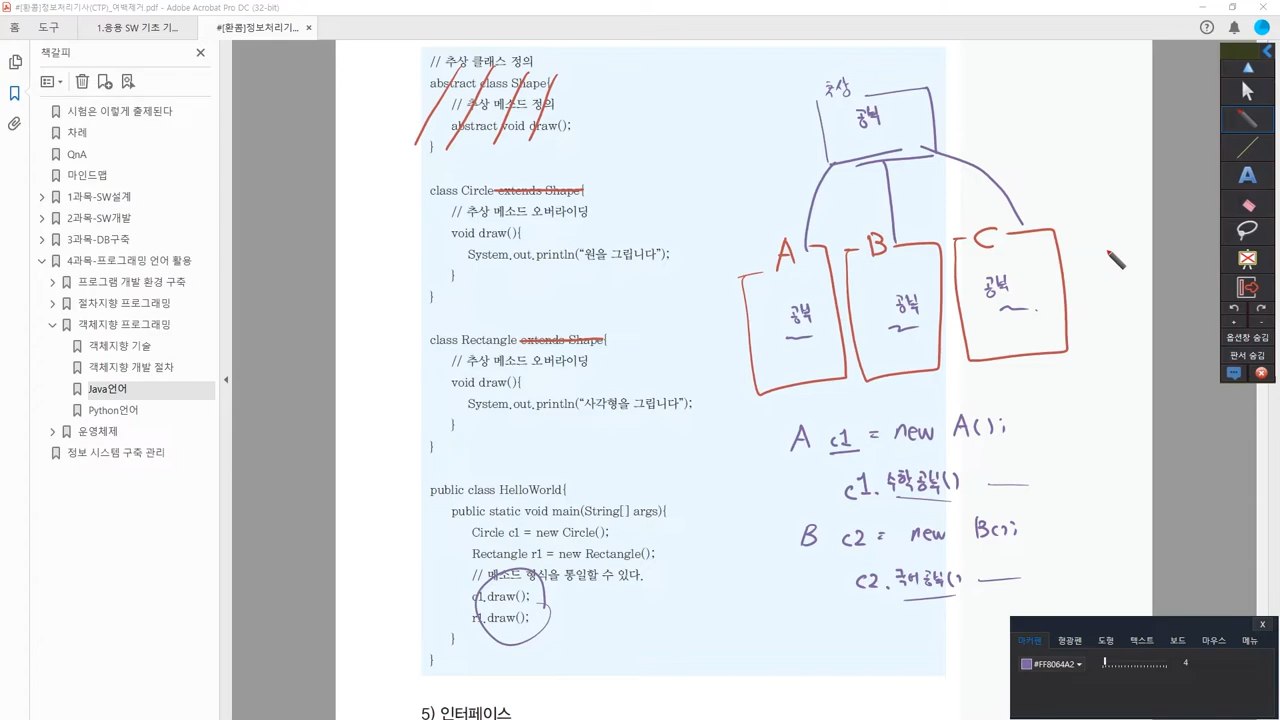 #[환콤]정보처리기사(CTP)_여백제거.pdf - Adobe Acrobat Pro DC (32-bit)
홈 도구 1.응용 SW 기초 기... #[환콤]정보처리기... ×
책갈피
시험은 이렇게 출제된다
차례
QnA
마인드맵
1과목-SW설계
2과목-SW개발
3과목-DB구축
4과목-프로그래밍 언어 활용
프로그램 개발 환경 구축
절차지향 프로그래밍
객체지향 프로그래밍
객체지향 기술
객체지향 개발 절차
Java언어
Python언어
운영체제
정보 시스템 구축 관리
// 추상 클래스 정의
abstract class Shape{
// 추상 메소드 정의
abstract void draw();
}
class Circle extends Shape{
// 추상 메소드 오버라이딩
void draw(){
System.out.println(“원을 그립니다”);
}
}
class Rectangle extends Shape{
// 추상 메소드 오버라이딩
void draw(){
System.out.println(“사각형을 그립니다”);
}
}
public class HelloWorld{
public static void main(String[] args){
Circle c1 = new Circle();
Rectangle r1 = new Rectangle();
// 메소드 형식을 통일할 수 있다.
c1.draw();
r1.draw();
}
}
5) 인터페이스
추상
공부
A B C
공부 공부 공부
A c1 = new A();
c1. 수학공부()
B c2 = new B();
c2. 국어공부()
옵션창 숨김
판서 숨김
X
마커펜 형광펜 도형 텍스트 보드 마우스 메뉴
#FF8064A2 4